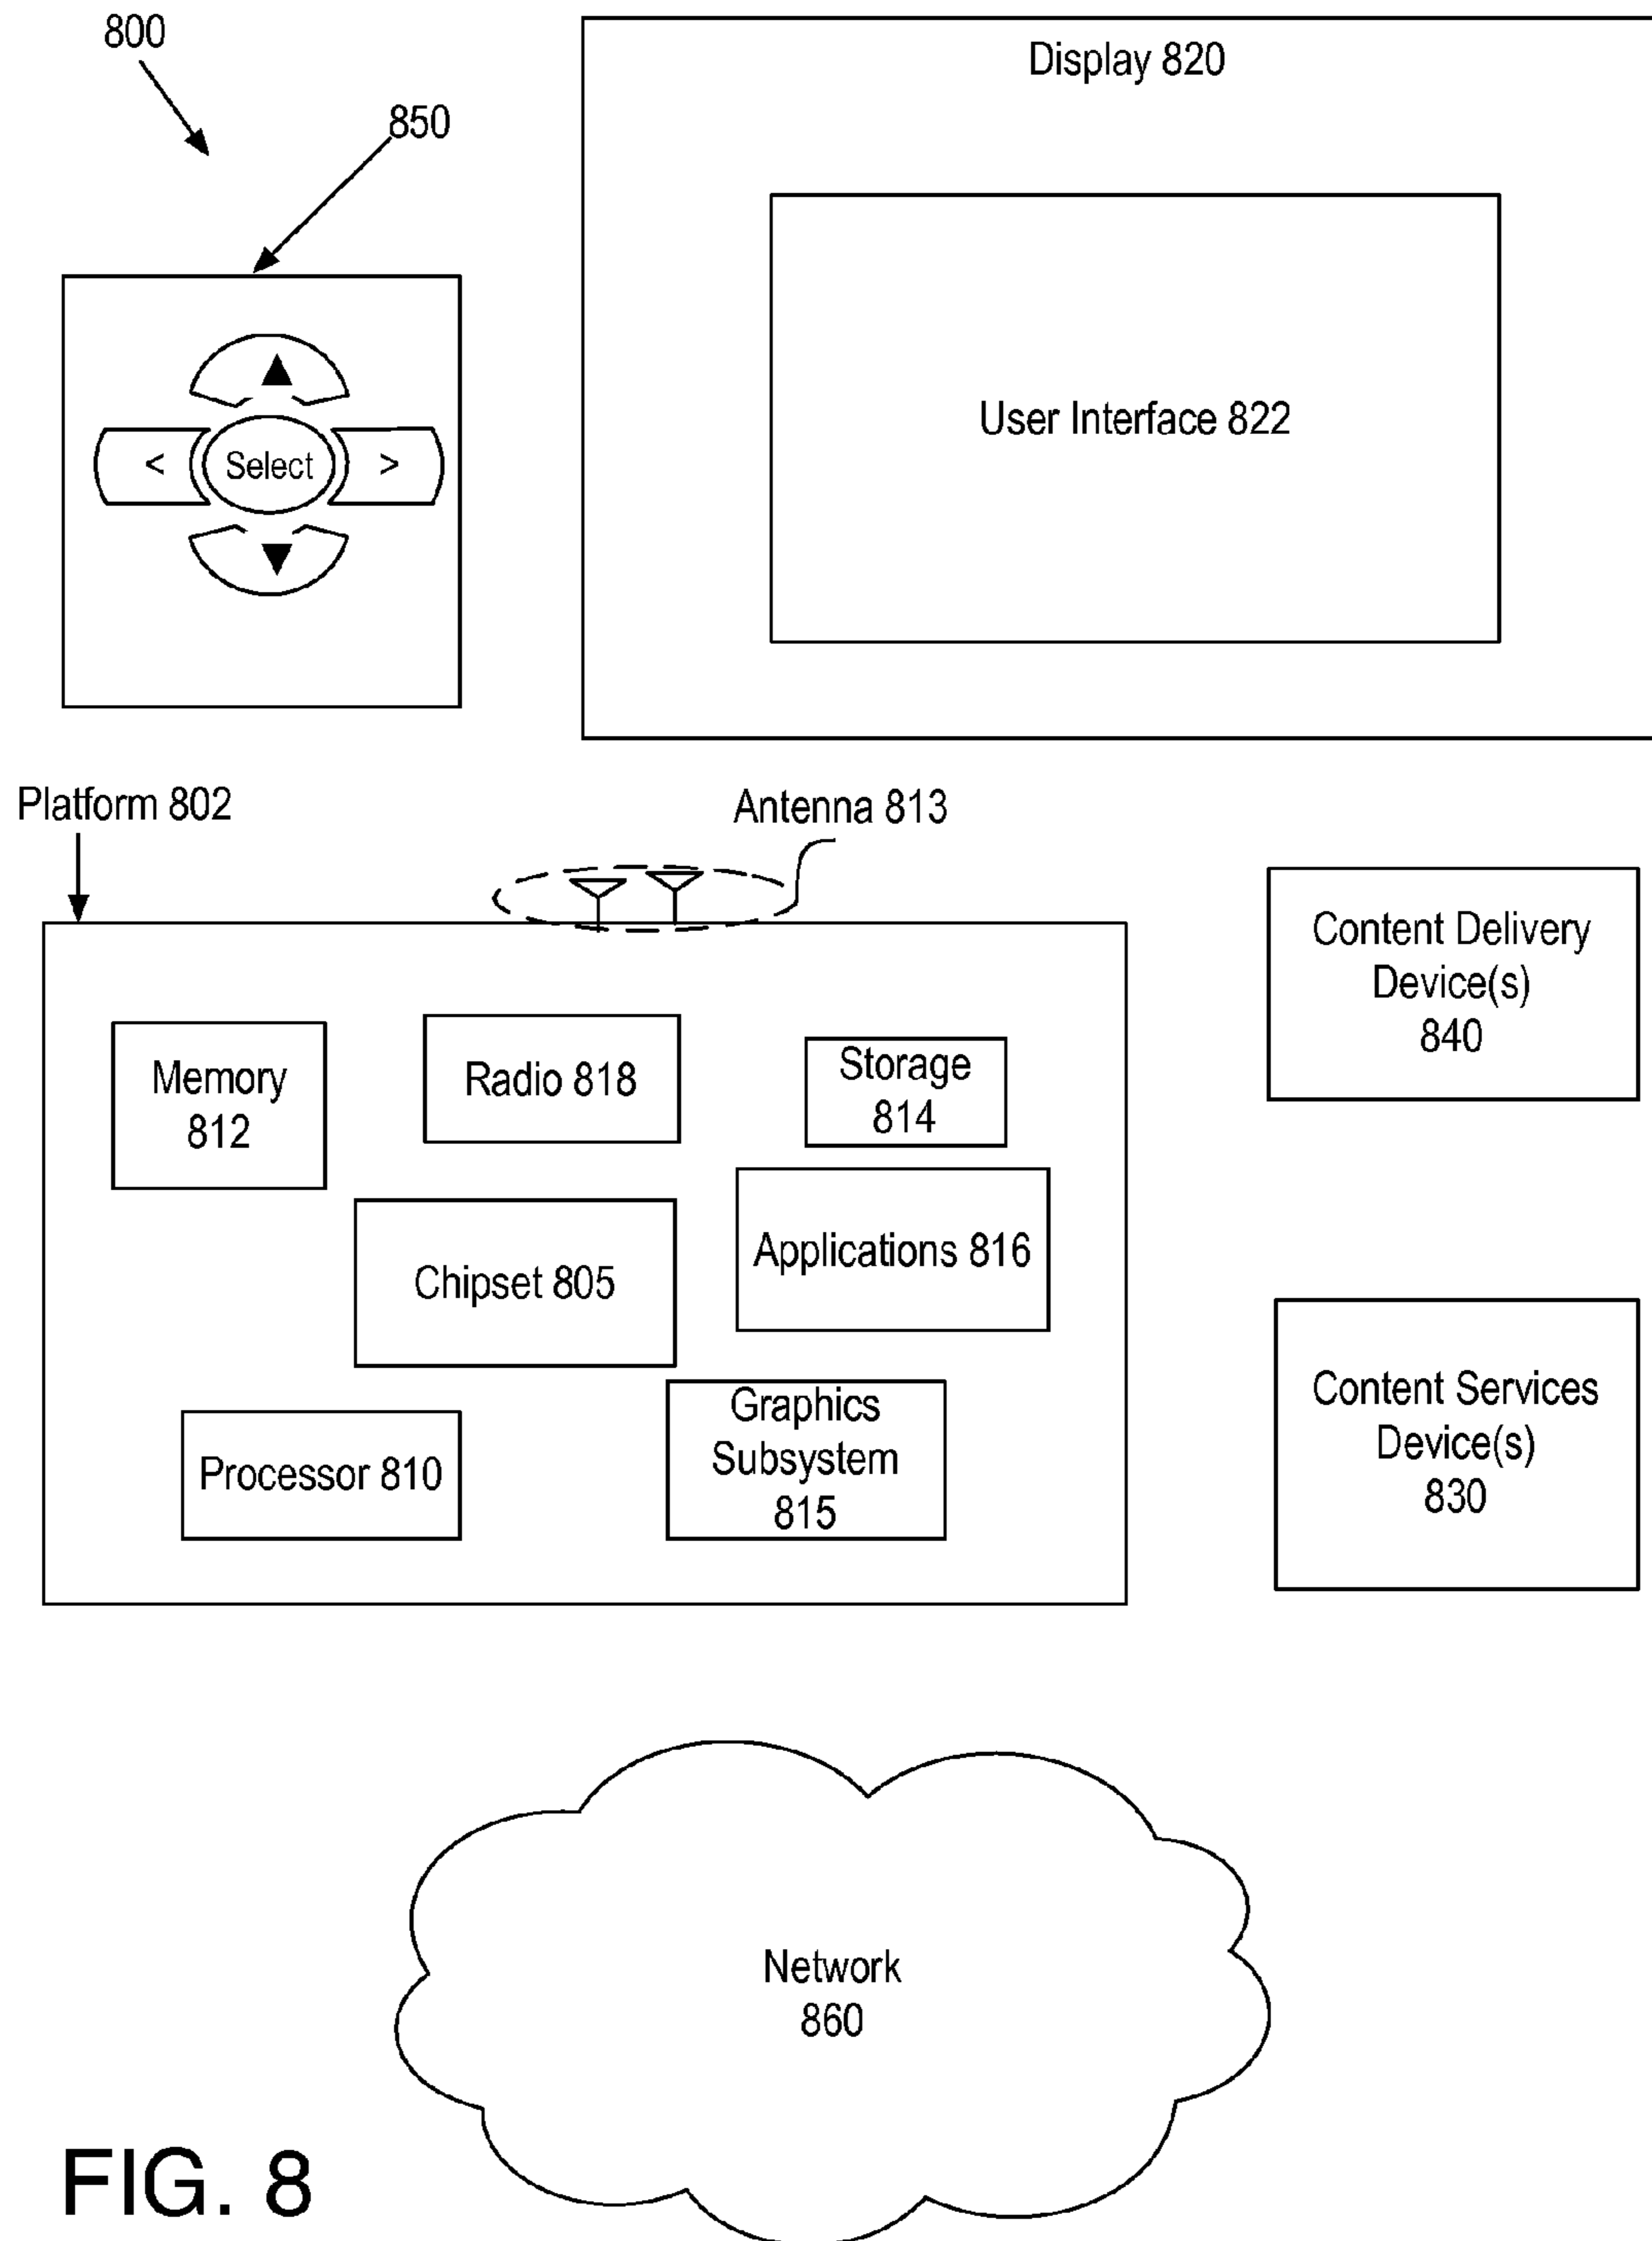 800
850
Display 820
User Interface 822
<
Select
>
Platform 802
Antenna 813
Memory
812
Radio 818
Storage
814
Chipset 805
Applications 816
Processor 810
Graphics
Subsystem
815
Content Delivery
Device(s)
840
Content Services
Device(s)
830
Network
860
FIG. 8